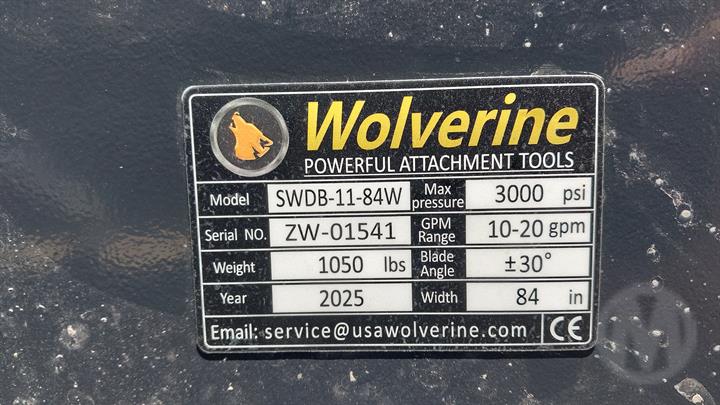 Wolverine
POWERFUL ATTACHMENT TOOLS
Model SWDB-11-84W Max pressure 3000 psi
Serial NO. ZW-01541 GPM Range 10-20 gpm
Weight 1050 lbs Blade Angle ±30°
Year 2025 Width 84 in
Email: service@usawolverine.com CE
M